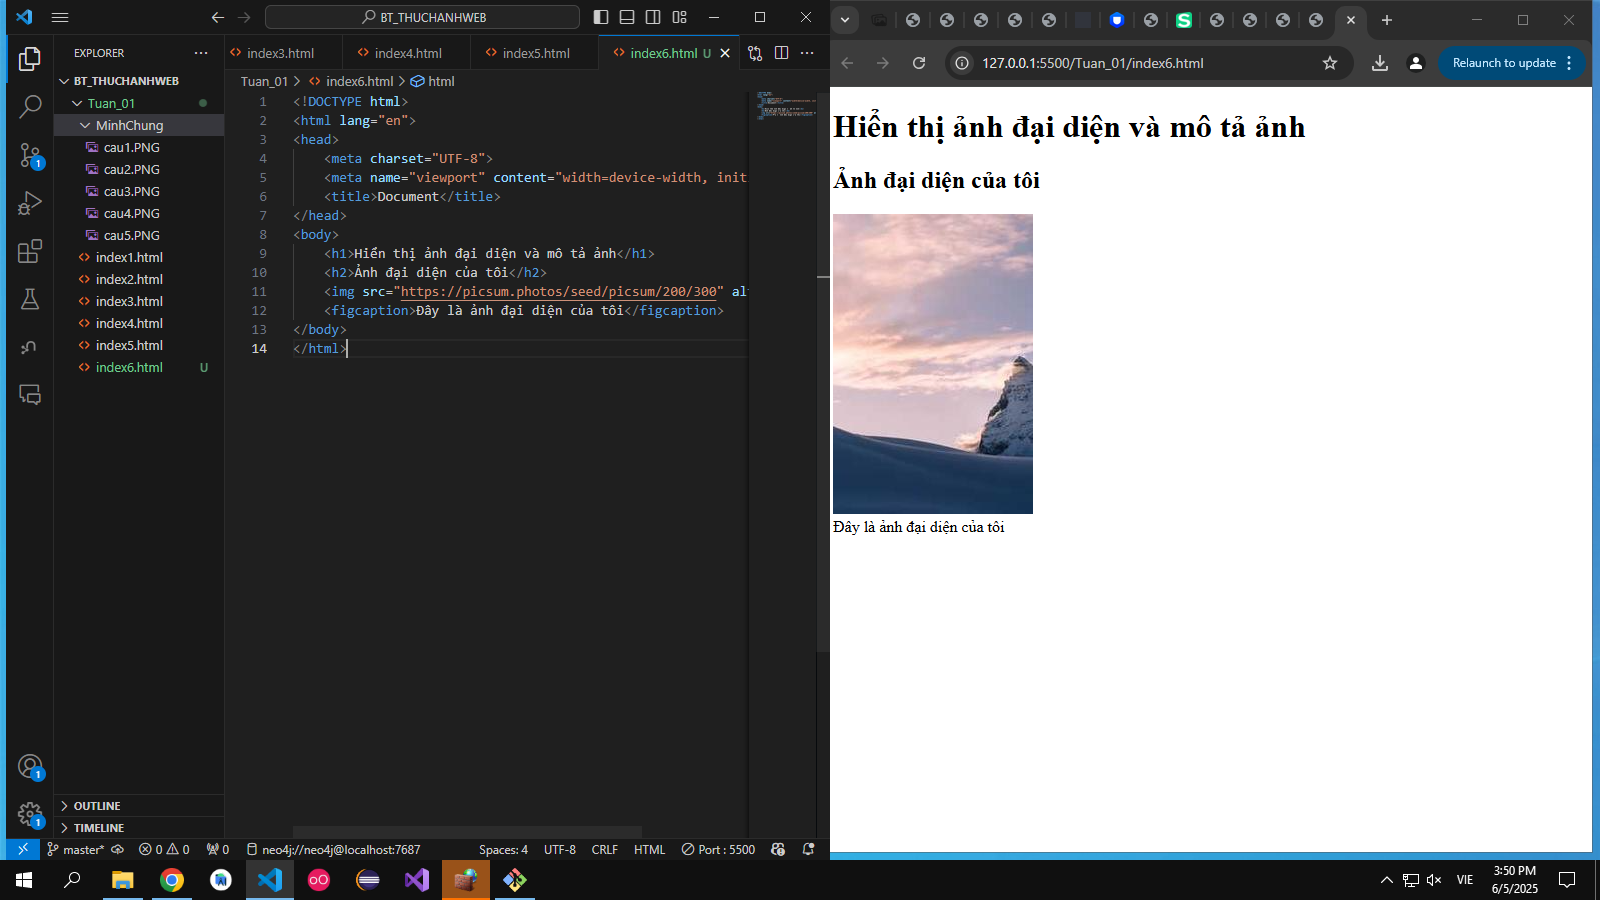 BT_THUCHANHWEB
EXPLORER
BT_THUCHANHWEB
Tuan_01
MinhChung
cau1.PNG
cau2.PNG
cau3.PNG
cau4.PNG
cau5.PNG
index1.html
index2.html
index3.html
index4.html
index5.html
index6.html U
OUTLINE
TIMELINE
index3.html index4.html index5.html index6.html U
Tuan_01 > index6.html > html
1 <!DOCTYPE html>
2 <html lang="en">
3 <head>
4 <meta charset="UTF-8">
5 <meta name="viewport" content="width=device-width, init
6 <title>Document</title>
7 </head>
8 <body>
9 <h1>Hiển thị ảnh đại diện và mô tả ảnh</h1>
10 <h2>Ảnh đại diện của tôi</h2>
11 <img src="https://picsum.photos/seed/picsum/200/300" al
12 <figcaption>Đây là ảnh đại diện của tôi</figcaption>
13 </body>
14 </html>
master* 0 0 0 neo4j://neo4j@localhost:7687 Spaces: 4 UTF-8 CRLF HTML Port : 5500
127.0.0.1:5500/Tuan_01/index6.html
Relaunch to update
Hiển thị ảnh đại diện và mô tả ảnh
Ảnh đại diện của tôi
Đây là ảnh đại diện của tôi
VIE
3:50 PM
6/5/2025